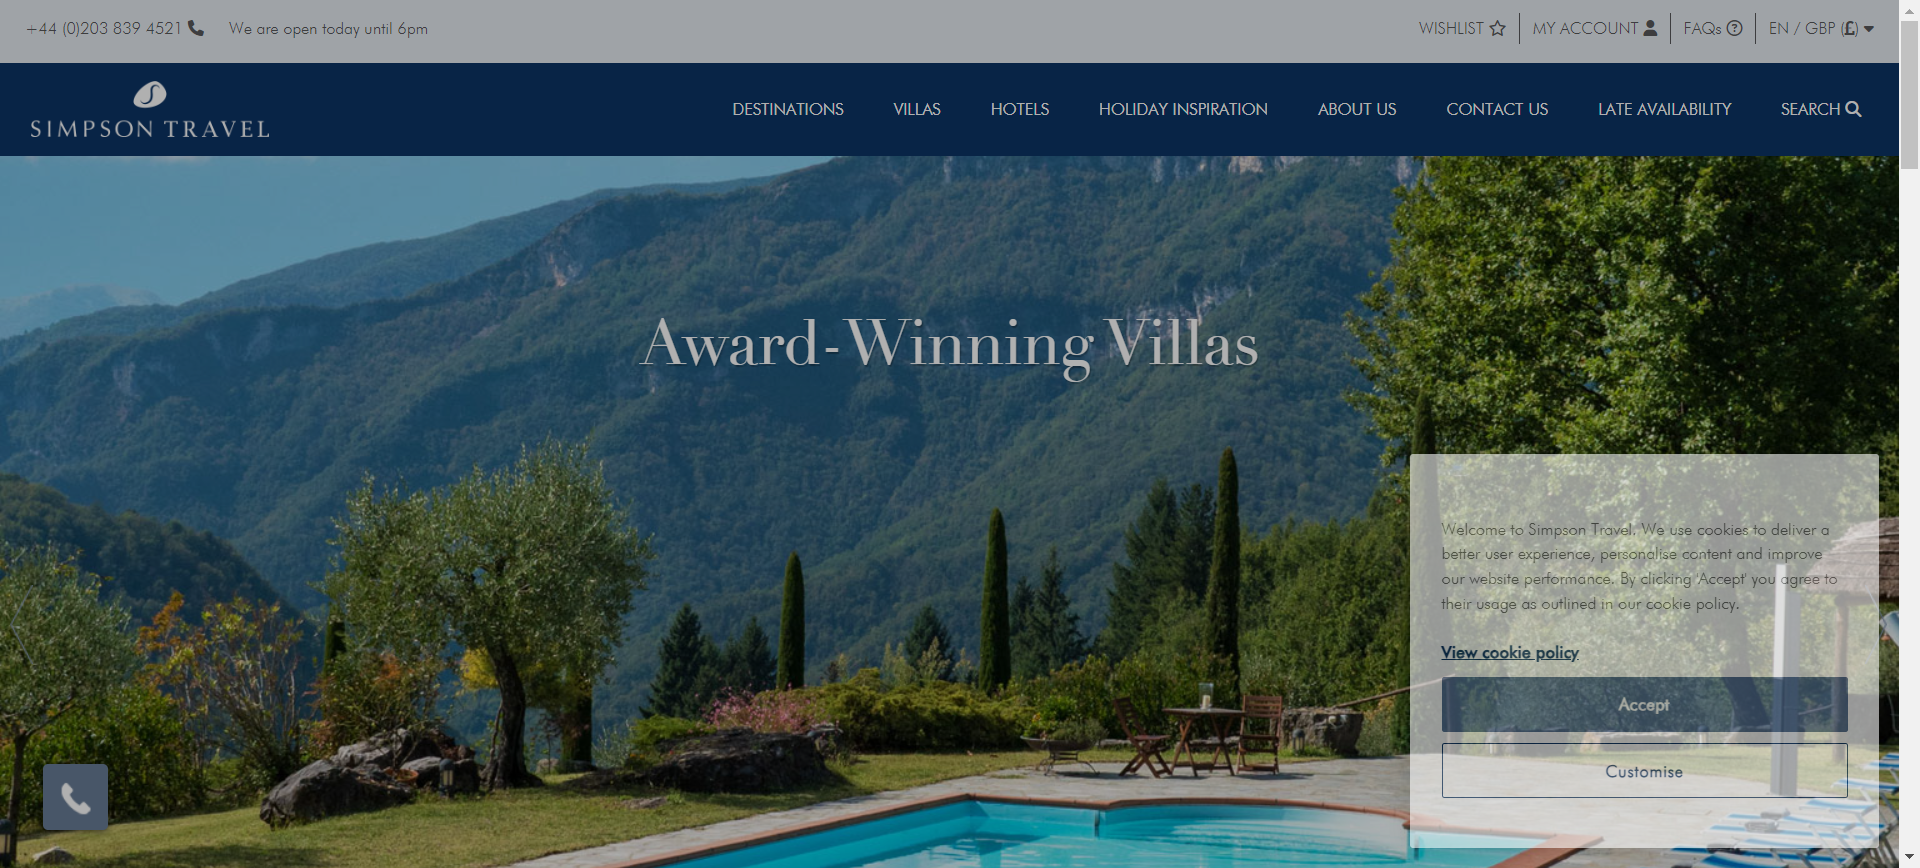 +44 (0)203 839 4521
We are open today until 6pm
WISHLIST
MY ACCOUNT
FAQs
EN / GBP (£)
SIMPSON TRAVEL
DESTINATIONS
VILLAS
HOTELS
HOLIDAY INSPIRATION
ABOUT US
CONTACT US
LATE AVAILABILITY
SEARCH
Award-Winning Villas
Welcome to Simpson Travel. We use cookies to deliver a
better user experience, personalise content and improve
our website performance. By clicking 'Accept' you agree to
their usage as outlined in our cookie policy.
View cookie policy
Accept
Customise